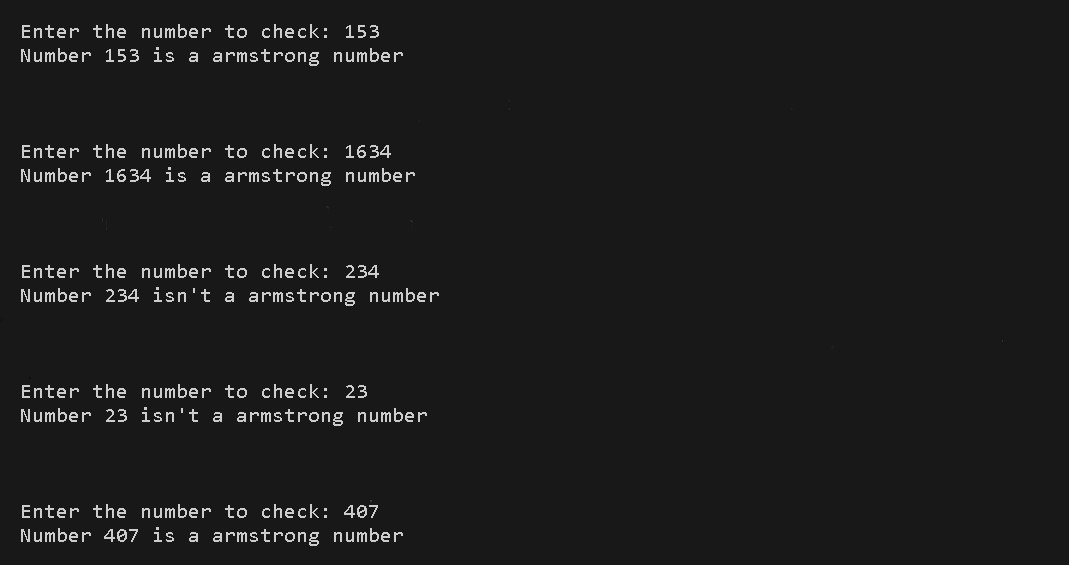 Enter the number to check: 153
Number 153 is a armstrong number
Enter the number to check: 1634
Number 1634 is a armstrong number
Enter the number to check: 234
Number 234 isn't a armstrong number
Enter the number to check: 23
Number 23 isn't a armstrong number
Enter the number to check: 407
Number 407 is a armstrong number